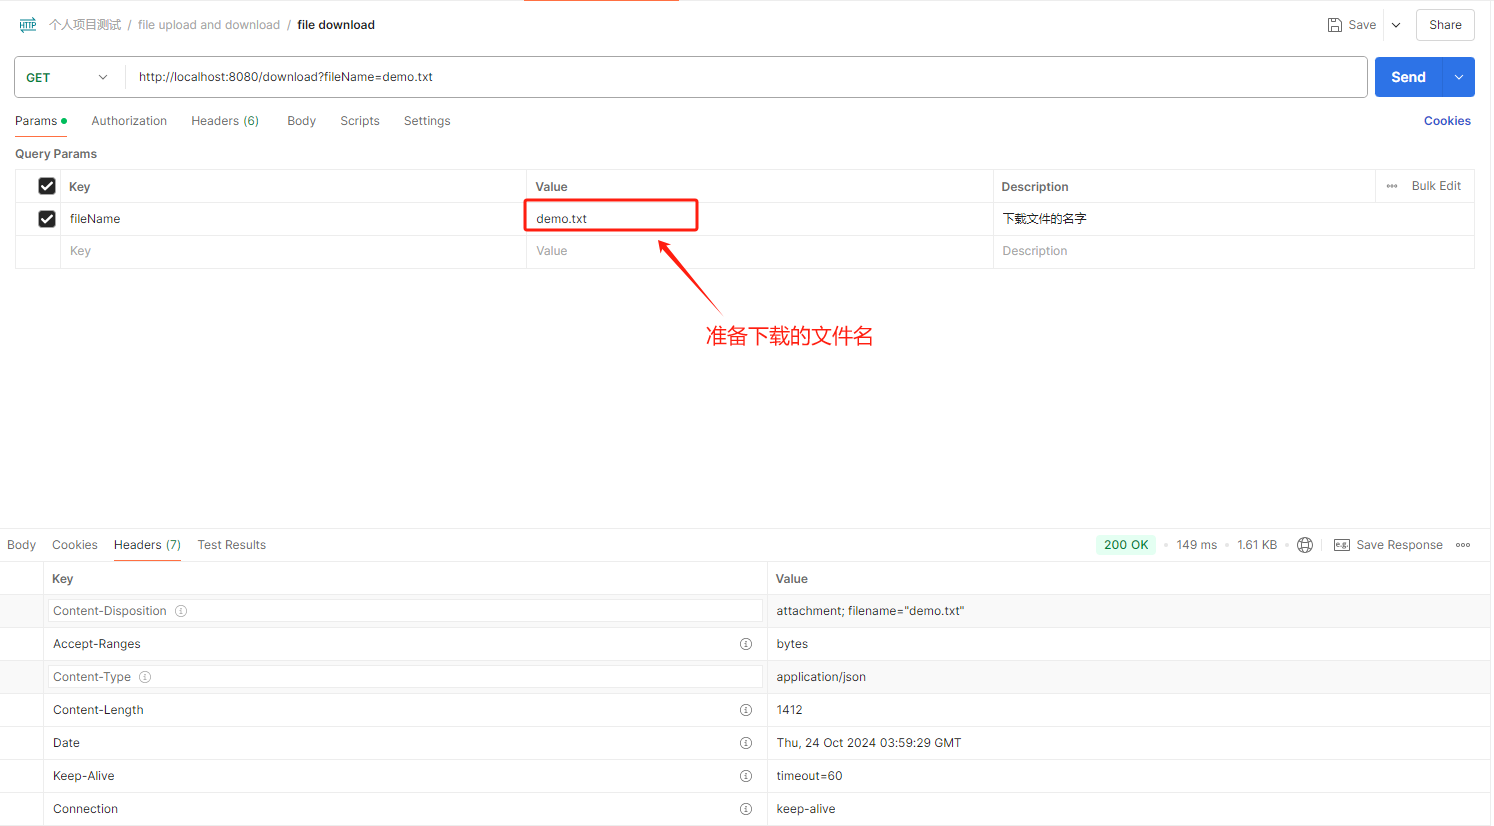 HTTP 个人项目测试 / file upload and download / file download Save Share
GET http://localhost:8080/download?fileName=demo.txt Send
Params Authorization Headers (6) Body Scripts Settings Cookies
Query Params
Key Value Description Bulk Edit
fileName demo.txt 下载文件的名字
Key Value Description
准备下载的文件名
Body Cookies Headers (7) Test Results 200 OK 149 ms 1.61 KB e.g. Save Response
Key Value
Content-Disposition attachment; filename="demo.txt"
Accept-Ranges bytes
Content-Type application/json
Content-Length 1412
Date Thu, 24 Oct 2024 03:59:29 GMT
Keep-Alive timeout=60
Connection keep-alive